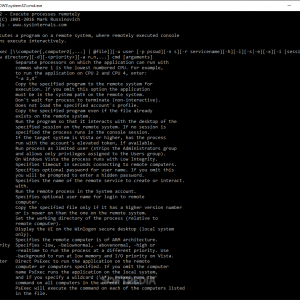 OWS\system32\cmd.exe
2 - Execute processes remotely
(C) 2001-2016 Mark Russinovich
ls - www.sysinternals.com
executes a program on a remote system, where remotely executed console
ons execute interactively.
exec [\\computer[,computer2[,...] | @file]][-u user [-p psswd]
Separate processors on which the application can run with
commas where 1 is the lowest numbered CPU. For example,
to run the application on CPU 2 and CPU 4, enter:
"-a 2,4"
Copy the specified program to the remote system for
execution. If you omit this option the application
must be in the system path on the remote system.
Don't wait for process to terminate (non-interactive).
Does not load the specified account's profile.
Copy the specified program even if the file already
exists on the remote system.
Run the program so that it interacts with the desktop of the
specified session on the remote system. If no session is
specified the process runs in the console session.
If the target system is Vista or higher, has the process
run with the account's elevated token, if available.
Run process as limited user (strips the Administrators group
and allows only privileges assigned to the Users group).
On Windows Vista the process runs with Low Integrity.
Specifies timeout in seconds connecting to remote computers.
Specifies optional password for user name. If you omit this
you will be prompted to enter a hidden password.
Specifies the name of the remote service to create or interact.
with.
Run the remote process in the System account.
Specifies optional user name for login to remote
computer.
Copy the specified file only if it has a higher version number
or is newer on than the one on the remote system.
Set the working directory of the process (relative to
remote computer).
Display the UI on the Winlogon secure desktop (local system
only).
Specifies the remote computer is of ARM architecture.
Specifies -low, -belownormal, -abovenormal, -high or
-realtime to run the process at a different priority. Use
-background to run at low memory and I/O priority on Vista.
Direct PsExec to run the application on the remote
computer or computers specified. If you omit the computer
name PsExec runs the application on the local system,
and if you specify a wildcard (\\*), PsExec runs the
command on all computers in the
PsExec will execute the command on each of the computers listed
in the file.